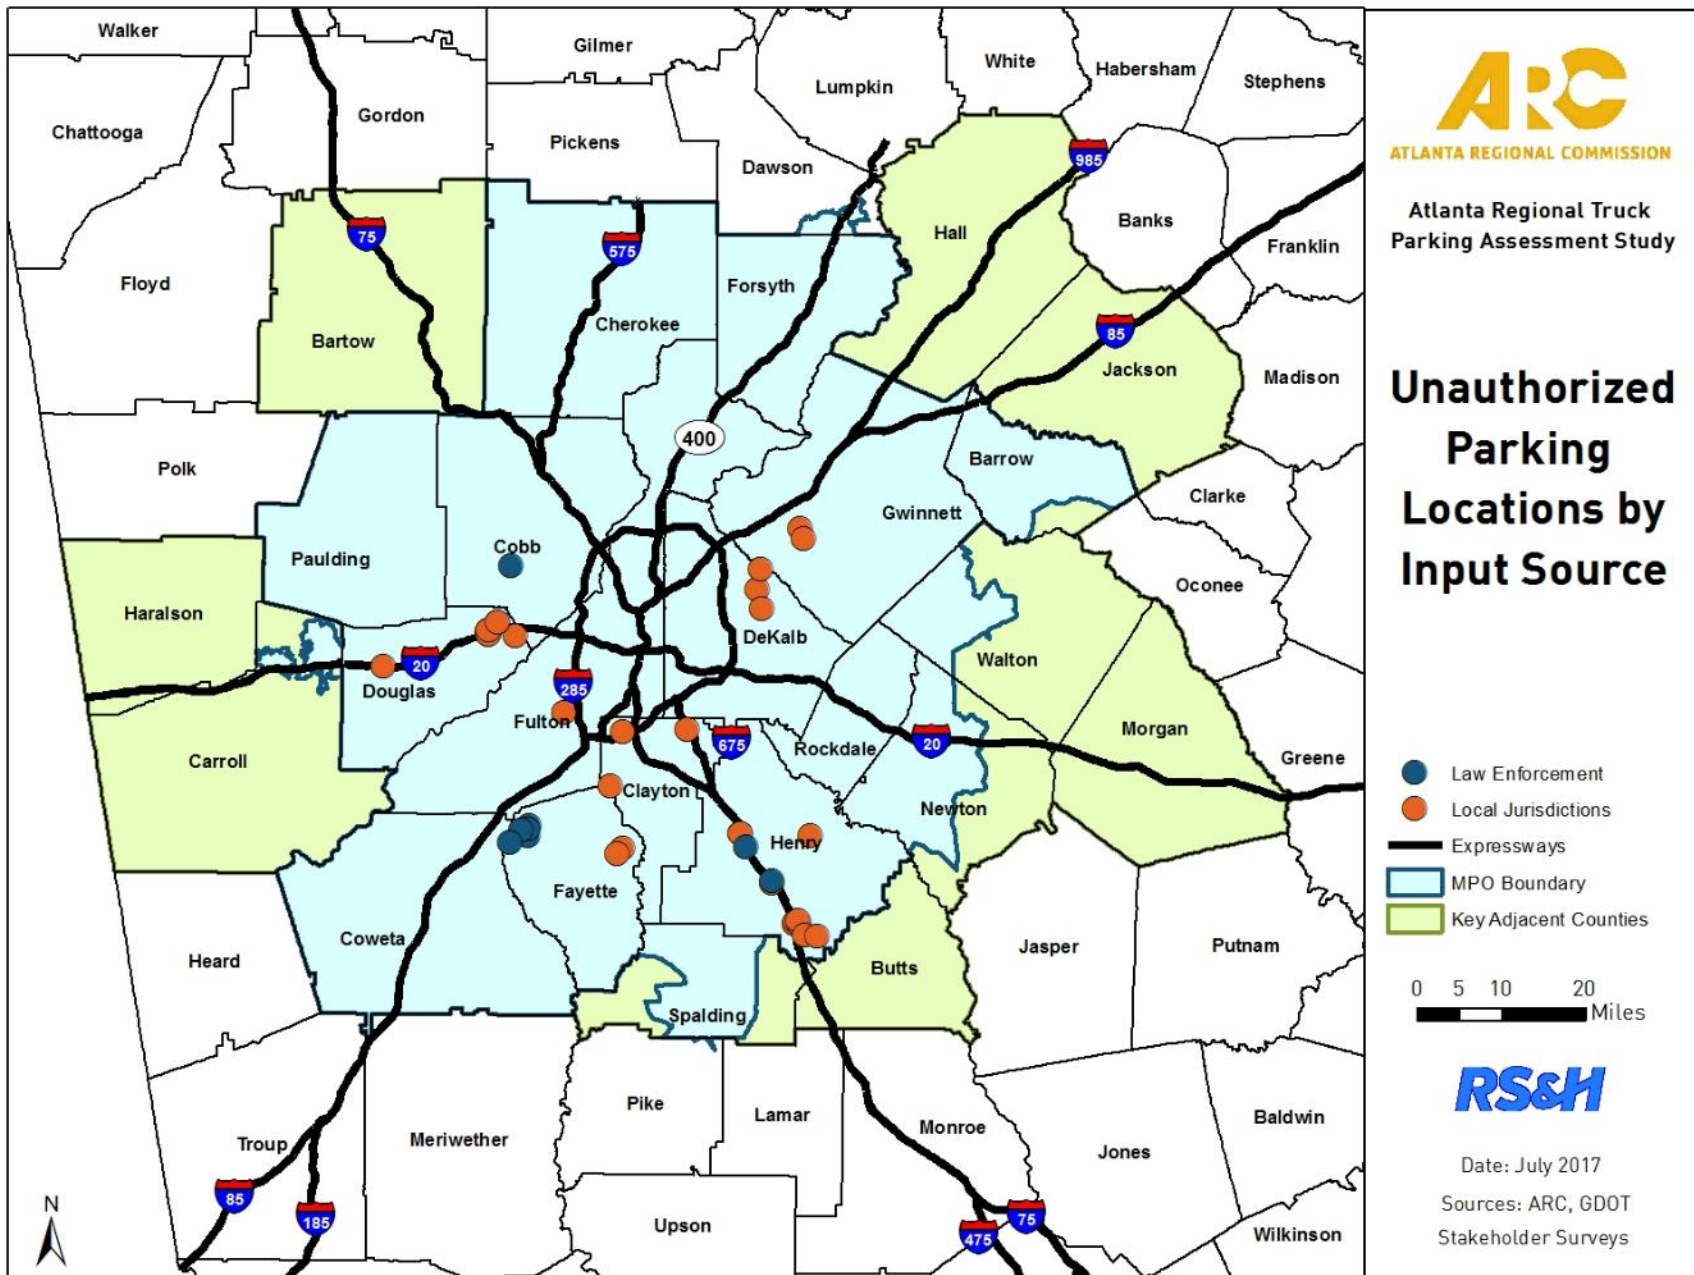 Walker
Gilmer
White
Habersham
Stephens
Lumpkin
Chattooga
Gordon
Pickens
Dawson
985
Banks
Franklin
Hall
75
575
Floyd
Forsyth
Cherokee
Bartow
85
Jackson
Madison
400
Polk
Barrow
Clarke
Gwinnett
Paulding
Cobb
Oconee
Haralson
DeKalb
Walton
20
Douglas
285
Fulton
675
Rockdale
20
Morgan
Greene
Carroll
Clayton
Newton
Henry
Fayette
Coweta
Heard
Butts
Jasper
Putnam
Spalding
Pike
Lamar
Monroe
Baldwin
Troup
Meriwether
Jones
85
185
Upson
475
75
Wilkinson
N
ARC
ATLANTA REGIONAL COMMISSION
Atlanta Regional Truck
Parking Assessment Study
Unauthorized
Parking
Locations by
Input Source
Law Enforcement
Local Jurisdictions
Expressways
MPO Boundary
Key Adjacent Counties
0 5 10 20
Miles
RS&H
Date: July 2017
Sources: ARC, GDOT
Stakeholder Surveys